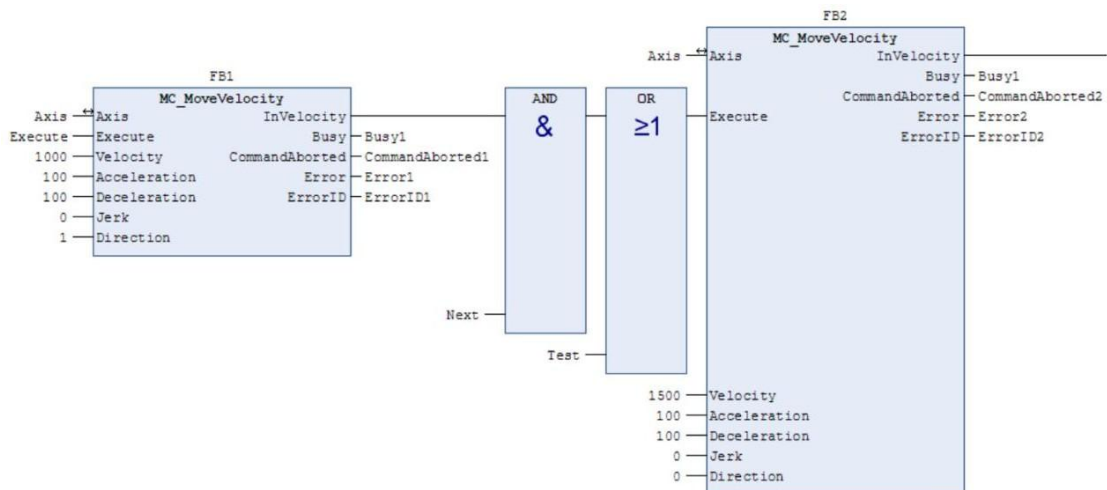 FB2
MC_MoveVelocity
Axis Axis InVelocity
Busy Busy1
CommandAborted CommandAborted2
Execute Error Error2
ErrorID ErrorID2
1500 Velocity
100 Acceleration
100 Deceleration
0 Jerk
0 Direction
FB1
MC_MoveVelocity
Axis Axis InVelocity
Execute Execute Busy Busy1
1000 Velocity CommandAborted CommandAborted1
100 Acceleration Error Error1
100 Deceleration ErrorID ErrorID1
0 Jerk
1 Direction
AND
&
Next
OR
≥1
Test